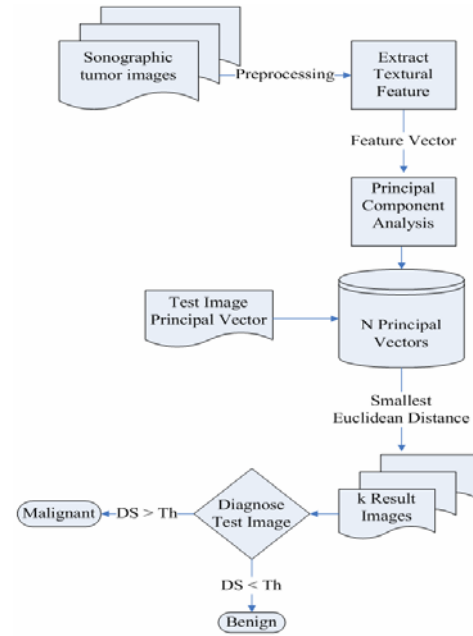 Sonographic
tumor images
Preprocessing
Extract
Textural
Feature
Feature Vector
Principal
Component
Analysis
Test Image
Principal Vector
N Principal
Vectors
Smallest
Euclidean Distance
k Result
Images
Diagnose
Test Image
DS > Th
Malignant
DS < Th
Benign